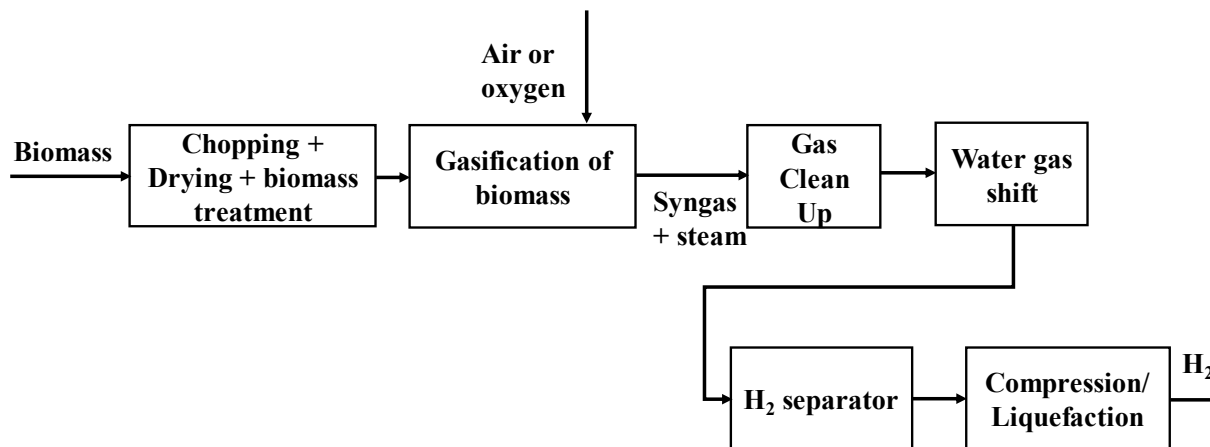 Air or
oxygen
Biomass
Chopping +
Drying + biomass
treatment
Gasification of
biomass
Syngas
+ steam
Gas
Clean
Up
Water gas
shift
H₂ separator
Compression/
Liquefaction
H₂